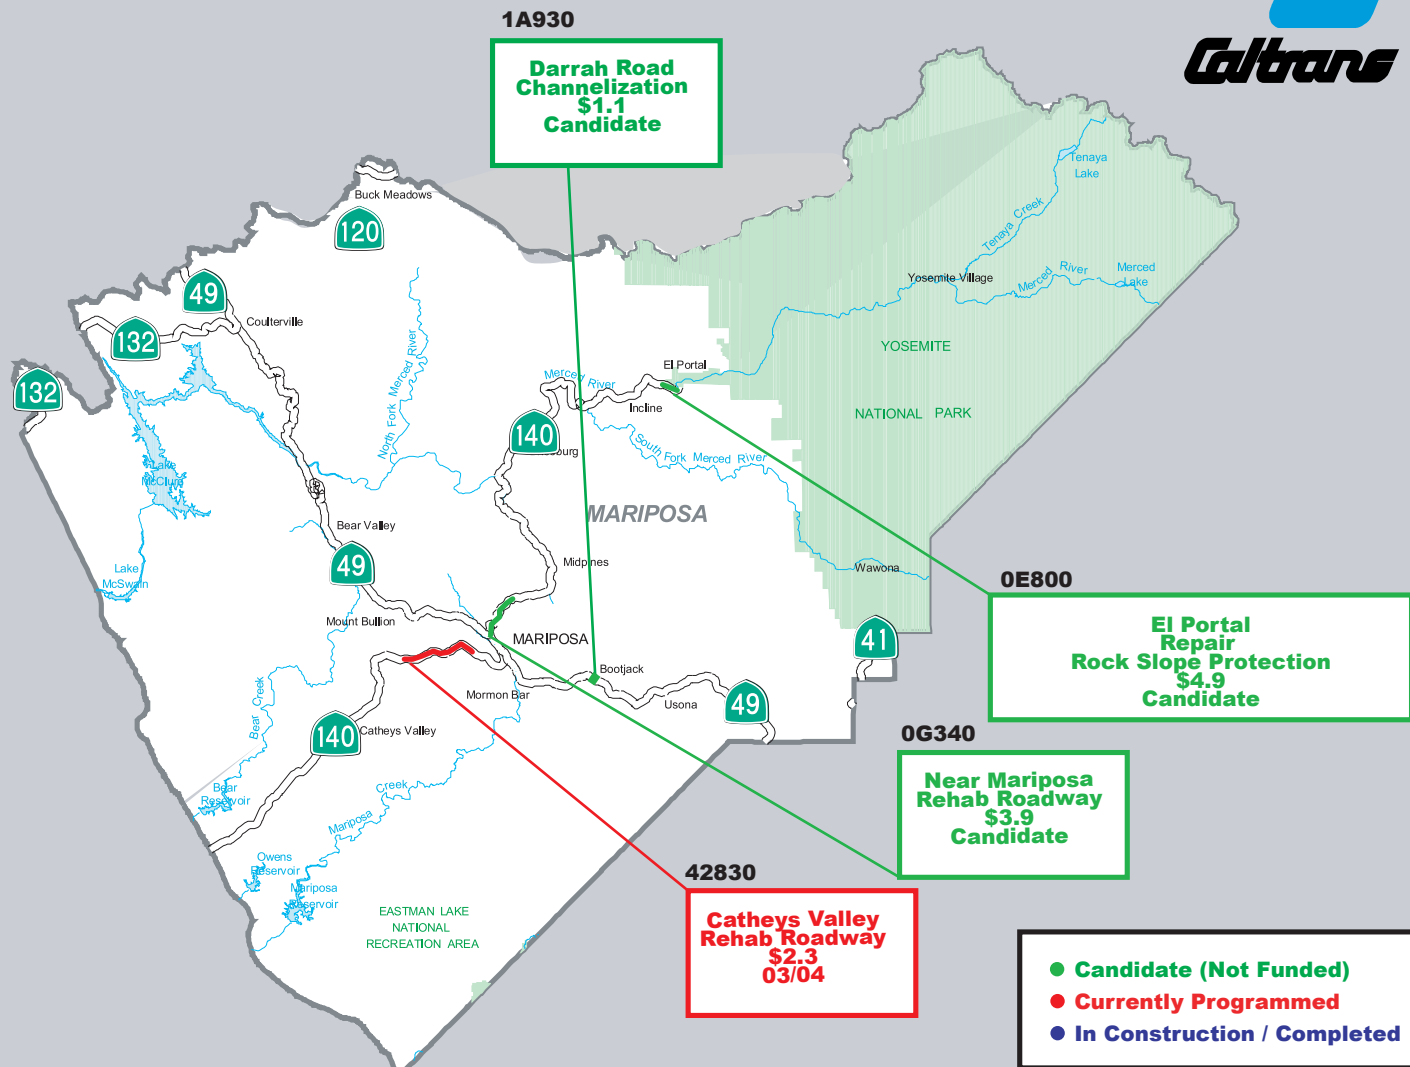 1A930
Darrah Road
Channelization
$1.1
Candidate
Caltrans
Buck Meadows
120
49
Coulterville
132
132
Lake
McClure
North Fork Merced River
Merced River
El Portal
Incline
140
South Fork Merced River
MARIPOSA
Tenaya
Lake
Tenaya Creek
Yosemite Village
Merced River
Merced
Lake
YOSEMITE
NATIONAL PARK
Bear Valley
49
Lake
McSwain
Midpines
Wawona
Mount Bullion
MARIPOSA
41
Bootjack
Mormon Bar
Usona
49
Bear Creek
140
Catheys Valley
Bear
Reservoir
Mariposa Creek
Owens
Reservoir
Mariposa
Reservoir
EASTMAN LAKE
NATIONAL
RECREATION AREA
0E800
El Portal
Repair
Rock Slope Protection
$4.9
Candidate
0G340
Near Mariposa
Rehab Roadway
$3.9
Candidate
42830
Catheys Valley
Rehab Roadway
$2.3
03/04
Candidate (Not Funded)
Currently Programmed
In Construction / Completed